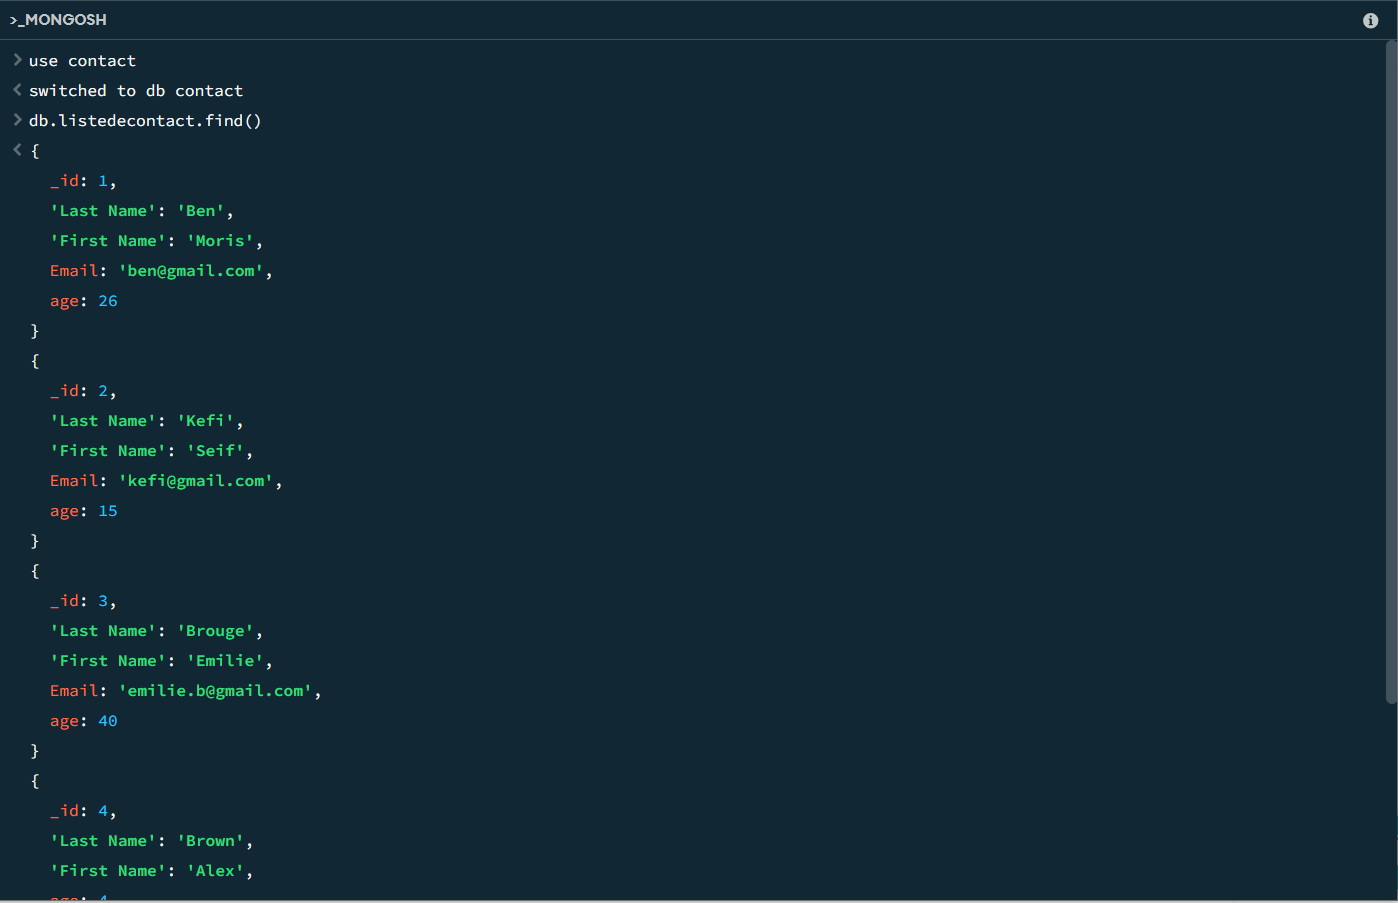 >_MONGOSH
> use contact
< switched to db contact
> db.listedecontact.find()
< {
_id: 1,
'Last Name': 'Ben',
'First Name': 'Moris',
Email: 'ben@gmail.com',
age: 26
}
{
_id: 2,
'Last Name': 'Kefi',
'First Name': 'Seif',
Email: 'kefi@gmail.com',
age: 15
}
{
_id: 3,
'Last Name': 'Brouge',
'First Name': 'Emilie',
Email: 'emilie.b@gmail.com',
age: 40
}
{
_id: 4,
'Last Name': 'Brown',
'First Name': 'Alex',